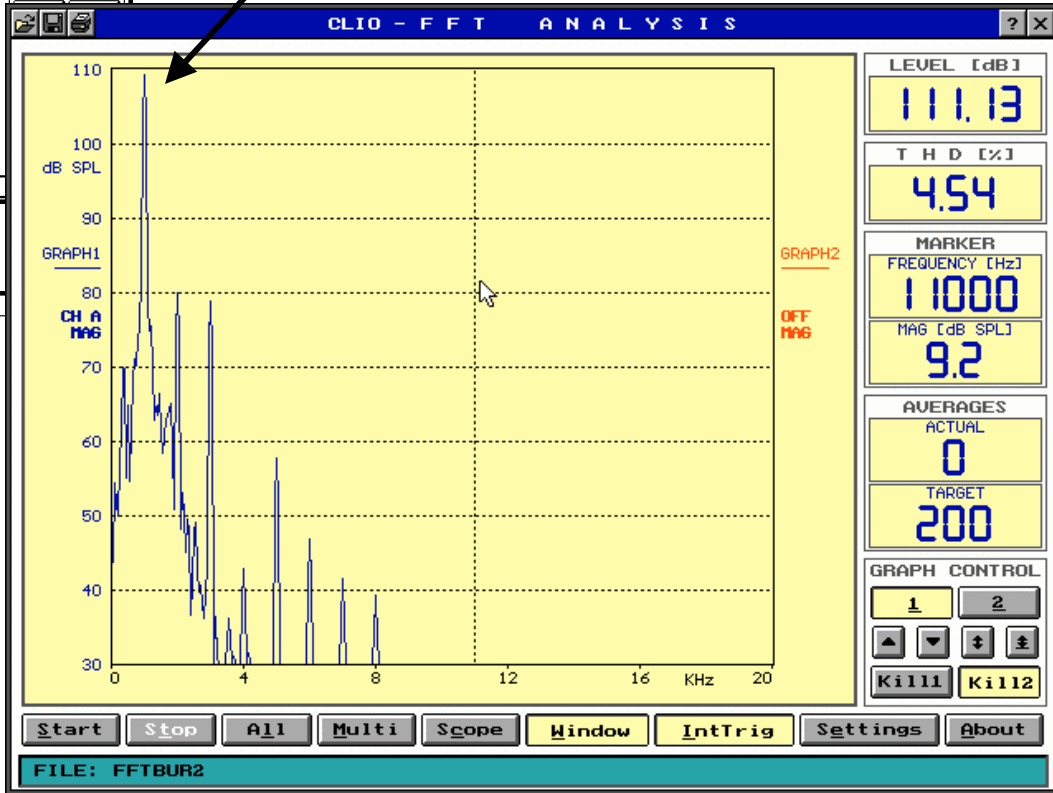 CLIO - FFT ANALYSIS
? X
110
100
dB SPL
90
GRAPH1
80
CH A
MAG
70
60
50
40
30
0 4 8 12 16 KHz 20
GRAPH2
OFF
MAG
LEVEL [dB]
111.13
THD [%]
4.54
MARKER
FREQUENCY [Hz]
11000
MAG [dB SPL]
9.2
AVERAGES
ACTUAL
0
TARGET
200
GRAPH CONTROL
1 2
Kill1 Kill2
Start Stop All Multi Scope Window IntTrig Settings About
FILE: FFTBUR2